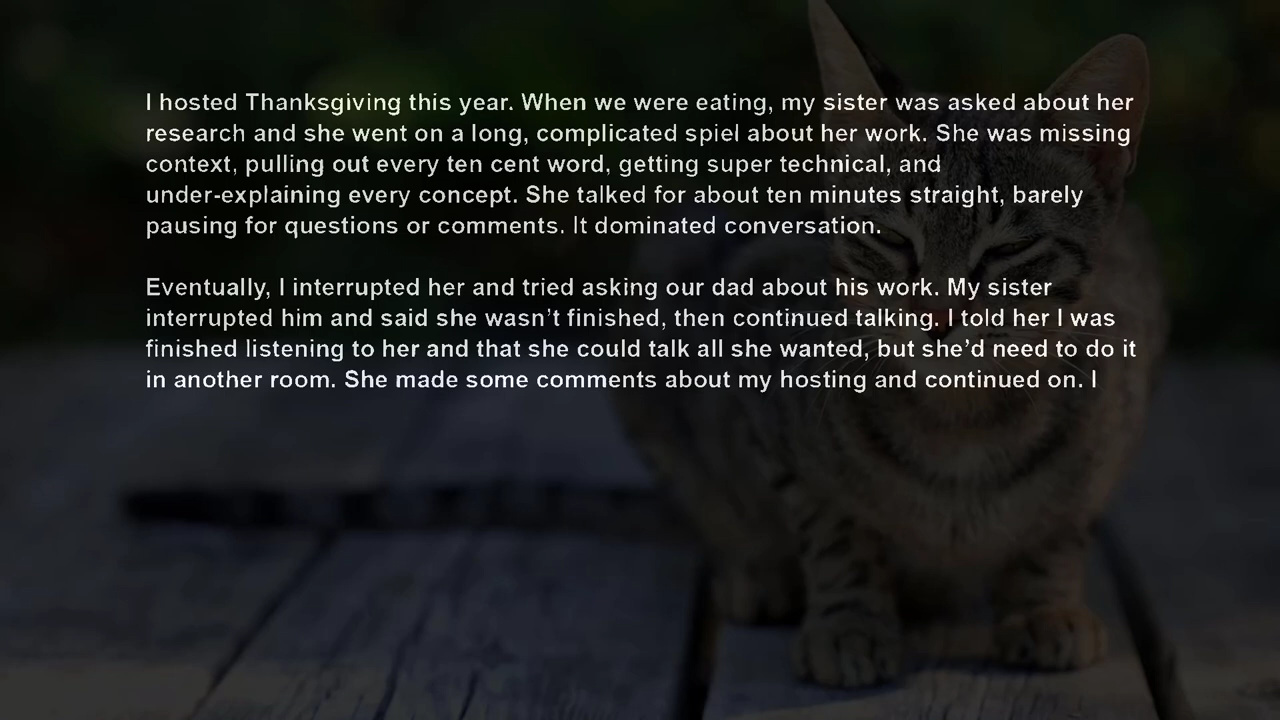 I hosted Thanksgiving this year. When we were eating, my sister was asked about her
research and she went on a long, complicated spiel about her work. She was missing
context, pulling out every ten cent word, getting super technical, and
under-explaining every concept. She talked for about ten minutes straight, barely
pausing for questions or comments. It dominated conversation.
Eventually, I interrupted her and tried asking our dad about his work. My sister
interrupted him and said she wasn't finished, then continued talking. I told her I was
finished listening to her and that she could talk all she wanted, but she'd need to do it
in another room. She made some comments about my hosting and continued on. I